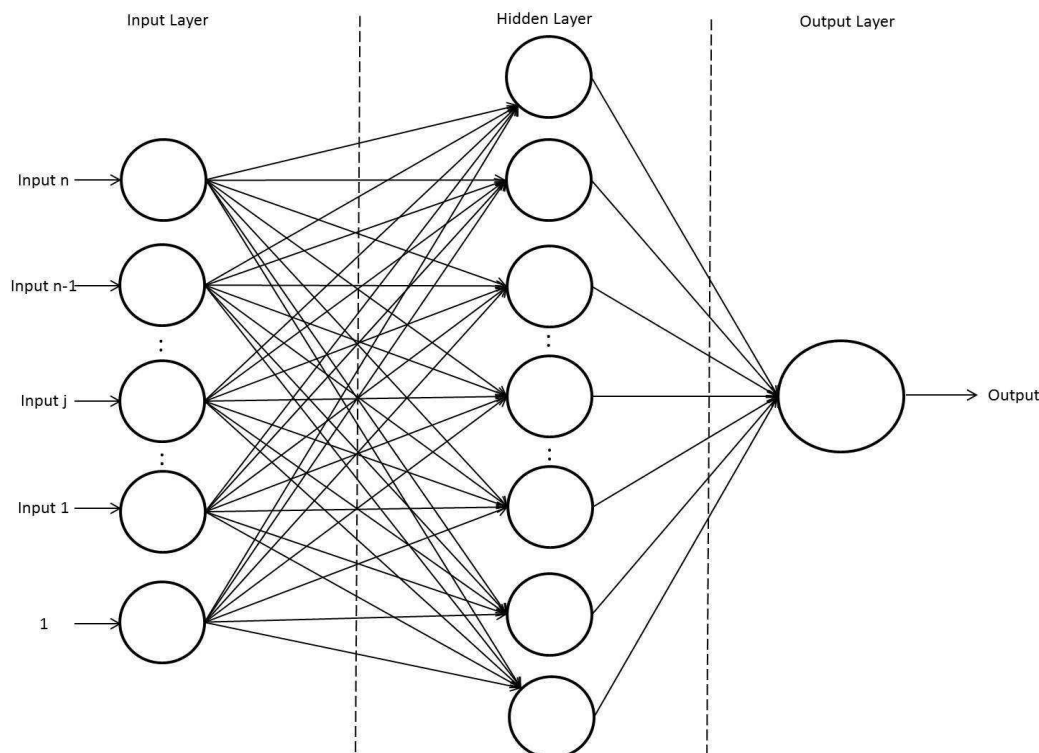 Input Layer
Hidden Layer
Output Layer
Input n
Input n-1
Input j
Input 1
1
Output